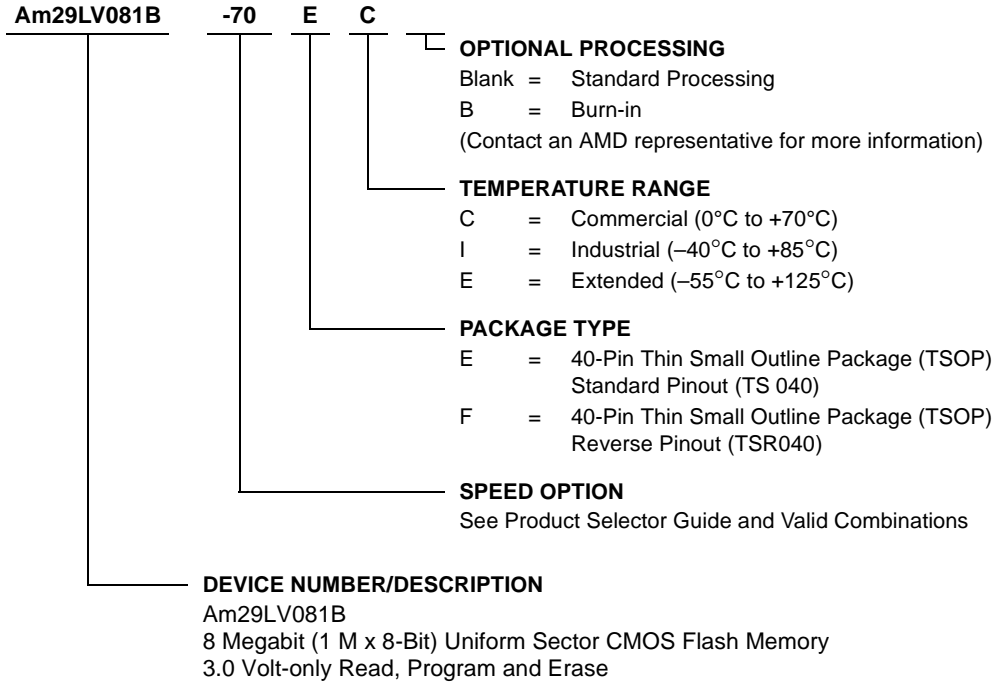 Am29LV081B -70 E C
OPTIONAL PROCESSING
Blank = Standard Processing
B = Burn-in
(Contact an AMD representative for more information)
TEMPERATURE RANGE
C = Commercial (0°C to +70°C)
I = Industrial (–40°C to +85°C)
E = Extended (–55°C to +125°C)
PACKAGE TYPE
E = 40-Pin Thin Small Outline Package (TSOP)
Standard Pinout (TS 040)
F = 40-Pin Thin Small Outline Package (TSOP)
Reverse Pinout (TSR040)
SPEED OPTION
See Product Selector Guide and Valid Combinations
DEVICE NUMBER/DESCRIPTION
Am29LV081B
8 Megabit (1 M x 8-Bit) Uniform Sector CMOS Flash Memory
3.0 Volt-only Read, Program and Erase